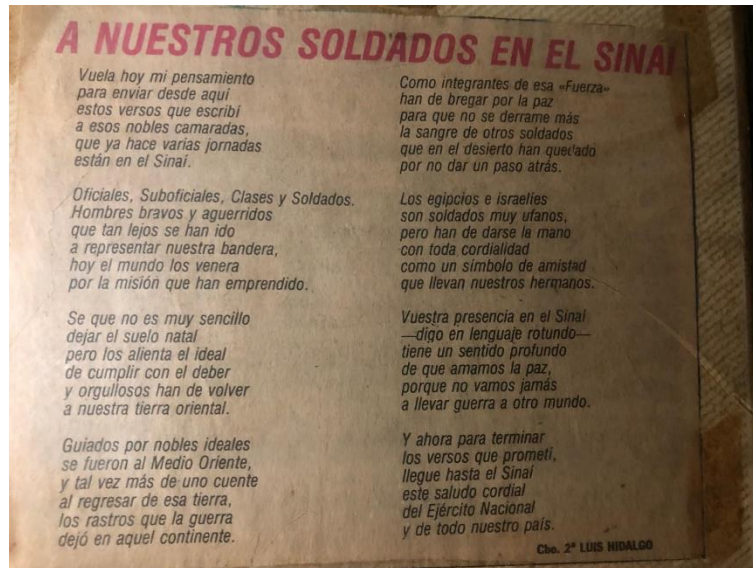 A NUESTROS SOLDADOS EN EL SINAI
Vuela hoy mi pensamiento
para enviar desde aquí
estos versos que escribí
a esos nobles camaradas,
que ya hace varias jornadas
están en el Sinaí.
Oficiales, Suboficiales, Clases y Soldados.
Hombres bravos y aguerridos
que tan lejos se han ido
a representar nuestra bandera,
hoy el mundo los venera
por la misión que han emprendido.
Se que no es muy sencillo
dejar el suelo natal
pero los alienta el ideal
de cumplir con el deber
y orgullosos han de volver
a nuestra tierra oriental.
Guiados por nobles ideales
se fueron al Medio Oriente,
y tal vez más de uno cuente
al regresar de esa tierra,
los rastros que la guerra
dejó en aquel continente.
Como integrantes de esa «Fuerza»
han de bregar por la paz
para que no se derrame más
la sangre de otros soldados
que en el desierto han quedado
por no dar un paso atrás.
Los egipcios e israelíes
son soldados muy ufanos,
pero han de darse la mano
con toda cordialidad
como un símbolo de amistad
que llevan nuestros hermanos.
Vuestra presencia en el Sinaí
—digo en lenguaje rotundo—
tiene un sentido profundo
de que amamos la paz,
porque no vamos jamás
a llevar guerra a otro mundo.
Y ahora para terminar
los versos que prometí,
llegue hasta el Sinaí
este saludo cordial
del Ejército Nacional
y de todo nuestro país.
Cbo. 2ª LUIS HIDALGO